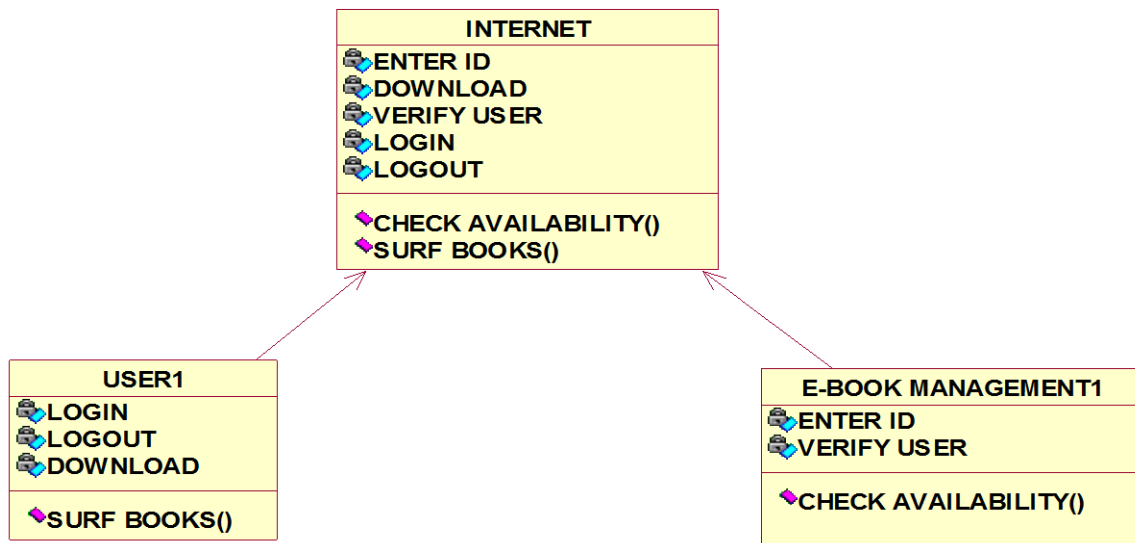 INTERNET
ENTER ID
DOWNLOAD
VERIFY USER
LOGIN
LOGOUT
CHECK AVAILABILITY()
SURF BOOKS()
USER1
LOGIN
LOGOUT
DOWNLOAD
SURF BOOKS()
E-BOOK MANAGEMENT1
ENTER ID
VERIFY USER
CHECK AVAILABILITY()